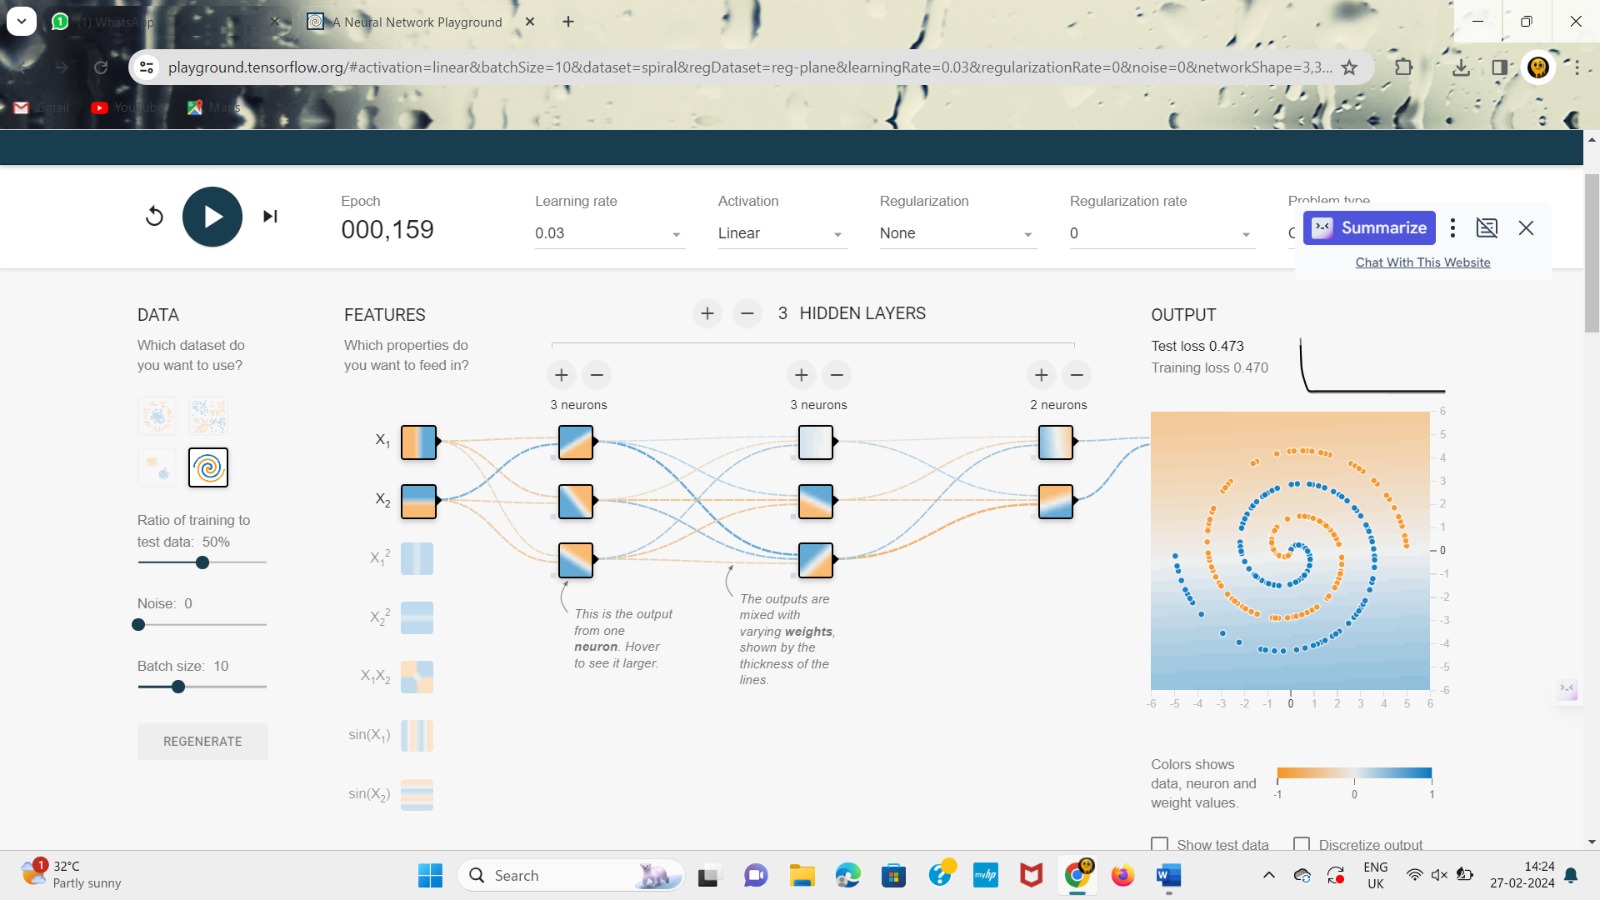 (1) WhatsApp
A Neural Network Playground
playground.tensorflow.org/#activation=linear&batchSize=10&dataset=spiral&regDataset=reg-plane&learningRate=0.03&regularizationRate=0&noise=0&networkShape=3,3...
Gmail
YouTube
Maps
Epoch
000,159
Learning rate
0.03
Activation
Linear
Regularization
None
Regularization rate
0
Problem type
Summarize
Chat With This Website
DATA
Which dataset do
you want to use?
Ratio of training to
test data: 50%
Noise: 0
Batch size: 10
REGENERATE
FEATURES
Which properties do
you want to feed in?
X₁
X₂
X₁²
X₂²
X₁X₂
sin(X₁)
sin(X₂)
+ − 3 HIDDEN LAYERS
+ −
3 neurons
+ −
3 neurons
+ −
2 neurons
This is the output
from one
neuron. Hover
to see it larger.
The outputs are
mixed with
varying weights,
shown by the
thickness of the
lines.
OUTPUT
Test loss 0.473
Training loss 0.470
6
5
4
3
2
1
0
-1
-2
-3
-4
-5
-6
-6 -5 -4 -3 -2 -1 0 1 2 3 4 5 6
Colors shows
data, neuron and
weight values.
-1 0 1
Show test data
Discretize output
1
32°C
Partly sunny
Search
myhp
ENG
UK
14:24
27-02-2024